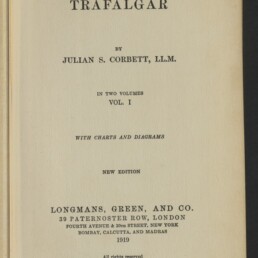 TRAFALGAR
BY
JULIAN S. CORBETT, LL.M.
IN TWO VOLUMES
VOL. I
WITH CHARTS AND DIAGRAMS
NEW EDITION
LONGMANS, GREEN, AND CO.
39 PATERNOSTER ROW, LONDON
FOURTH AVENUE & 30TH STREET, NEW YORK
BOMBAY, CALCUTTA, AND MADRAS
1919
All rights reserved